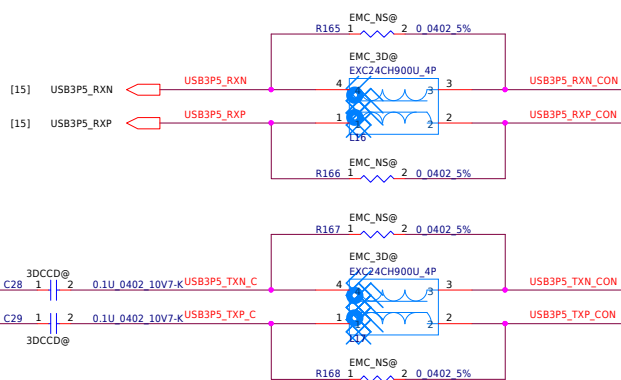 EMC_NS@
R165 1 2 0_0402_5%
EMC_3D@
EXC24CH900U_4P
[15] USB3P5_RXN USB3P5_RXN 4 3 3 USB3P5_RXN_CON
[15] USB3P5_RXP USB3P5_RXP 1 2 2 USB3P5_RXP_CON
L16
EMC_NS@
R166 1 2 0_0402_5%
EMC_NS@
R167 1 2 0_0402_5%
EMC_3D@
EXC24CH900U_4P
3DCCD@
C28 1 2 0.1U_0402_10V7-K USB3P5_TXN_C 4 3 3 USB3P5_TXN_CON
C29 1 2 0.1U_0402_10V7-K USB3P5_TXP_C 1 2 2 USB3P5_TXP_CON
3DCCD@
EMC_NS@
R168 1 2 0_0402_5%